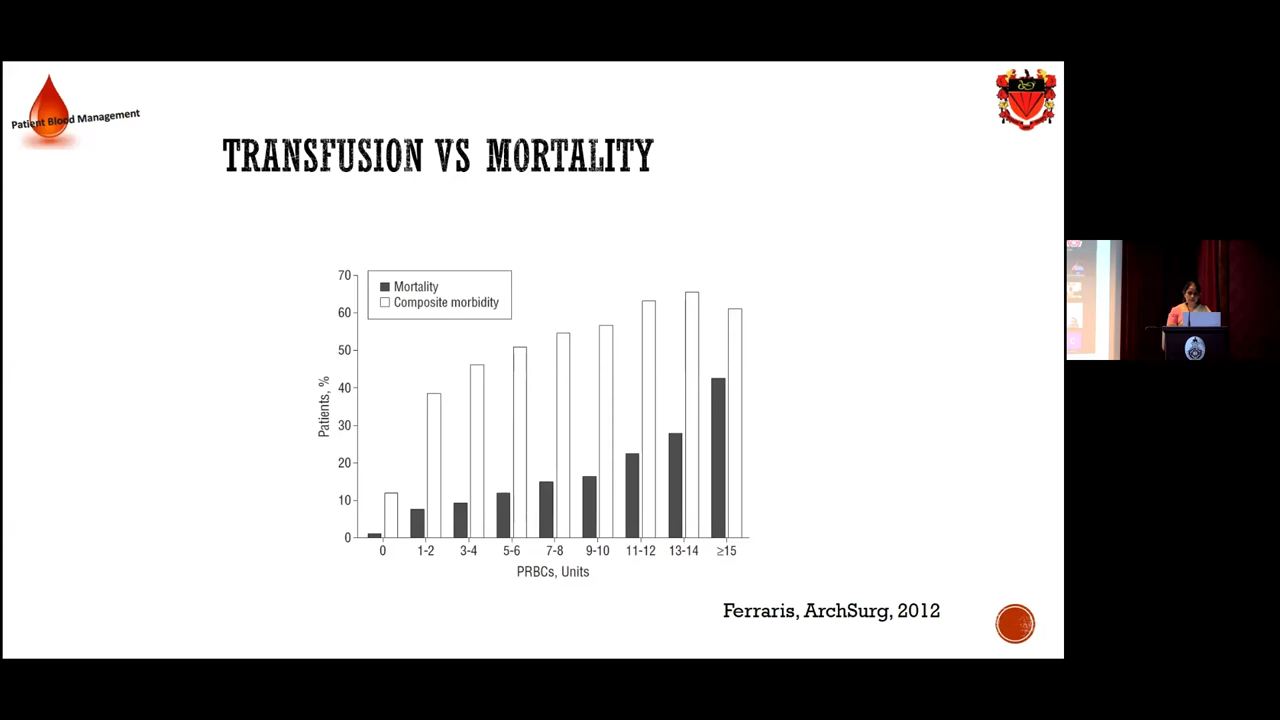 Patient Blood Management
TRANSFUSION VS MORTALITY
Mortality
Composite morbidity
70
60
50
40
30
20
10
0
Patients, %
0 1-2 3-4 5-6 7-8 9-10 11-12 13-14 ≥15
PRBCs, Units
Ferraris, ArchSurg, 2012